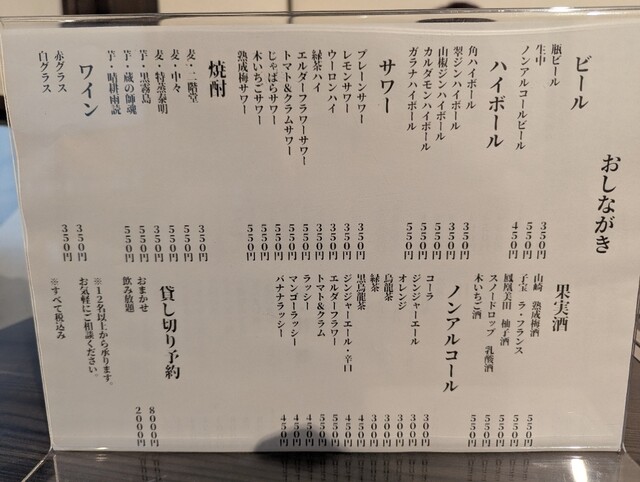 おしながき
ビール
瓶ビール 550円
生中 350円
ノンアルコールビール 450円
ハイボール
角ハイボール 350円
翠ジンハイボール 350円
山椒ジンハイボール 550円
カルダモンハイボール 550円
ガラナハイボール 550円
サワー
プレーンサワー 350円
レモンサワー 350円
ウーロンハイ 350円
緑茶ハイ 350円
エルダーフラワーサワー 550円
トマト&クラムサワー 550円
じゃばらサワー 550円
木いちごサワー 550円
熟成梅サワー 550円
焼酎
麦・二階堂 350円
麦・中々 550円
麦・特蒸泰明 550円
芋・黒霧島 350円
芋・蔵の師魂 550円
芋・晴耕雨読 550円
ワイン
赤グラス 350円
白グラス 350円
果実酒
山崎 熟成梅酒 550円
子宝 ラ・フランス 550円
鳳凰美田 柚子酒 550円
スノードロップ 乳酸酒 550円
木いちご酒 550円
ノンアルコール
コーラ 300円
ジンジャーエール 300円
オレンジ 300円
烏龍茶 300円
緑茶 300円
黒烏龍茶 300円
ジンジャーエール・辛口 450円
エルダーフラワー 450円
トマト&クラム 550円
ラッシー 450円
マンゴーラッシー 450円
バナナラッシー 450円
貸し切り予約
おまかせ 8000円
飲み放題 2000円
※12名以上から承ります。
お気軽にご相談ください。
※すべて税込み